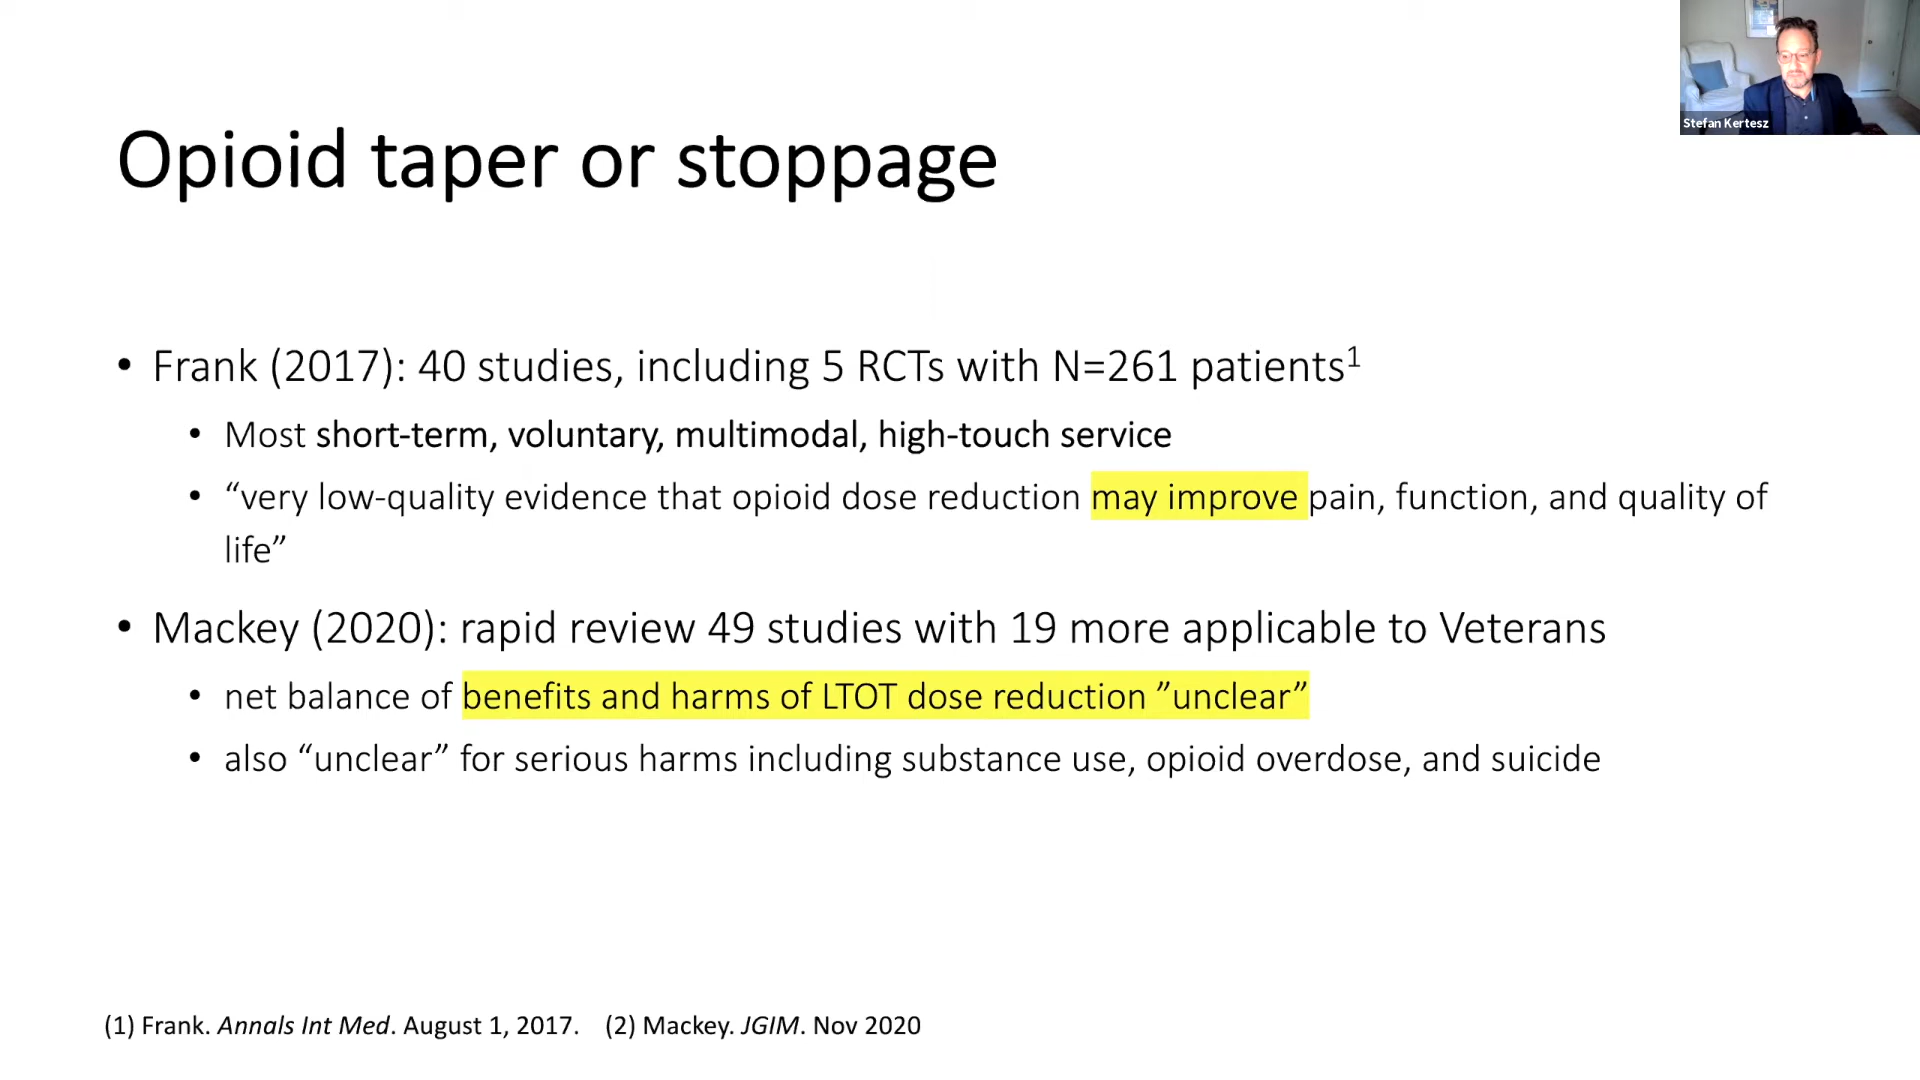 Stefan Kertesz
Opioid taper or stoppage
• Frank (2017): 40 studies, including 5 RCTs with N=261 patients¹
• Most short-term, voluntary, multimodal, high-touch service
• “very low-quality evidence that opioid dose reduction may improve pain, function, and quality of
life”
• Mackey (2020): rapid review 49 studies with 19 more applicable to Veterans
• net balance of benefits and harms of LTOT dose reduction ”unclear”
• also “unclear” for serious harms including substance use, opioid overdose, and suicide
(1) Frank. Annals Int Med. August 1, 2017. (2) Mackey. JGIM. Nov 2020